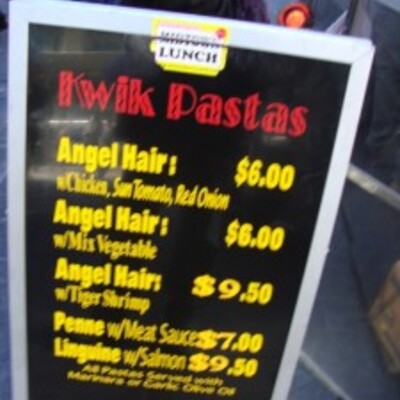 MIDTOWN
LUNCH
Kwik Pastas
Angel Hair: $6.00
w/Chicken, Sun Tomato, Red Onion
Angel Hair: $6.00
w/Mix Vegetable
Angel Hair: $9.50
w/Tiger Shrimp
Penne w/Meat Sauce $7.00
Linguine w/Salmon $9.50
All Pastas Served with
Marinera or Garlic Olive Oil